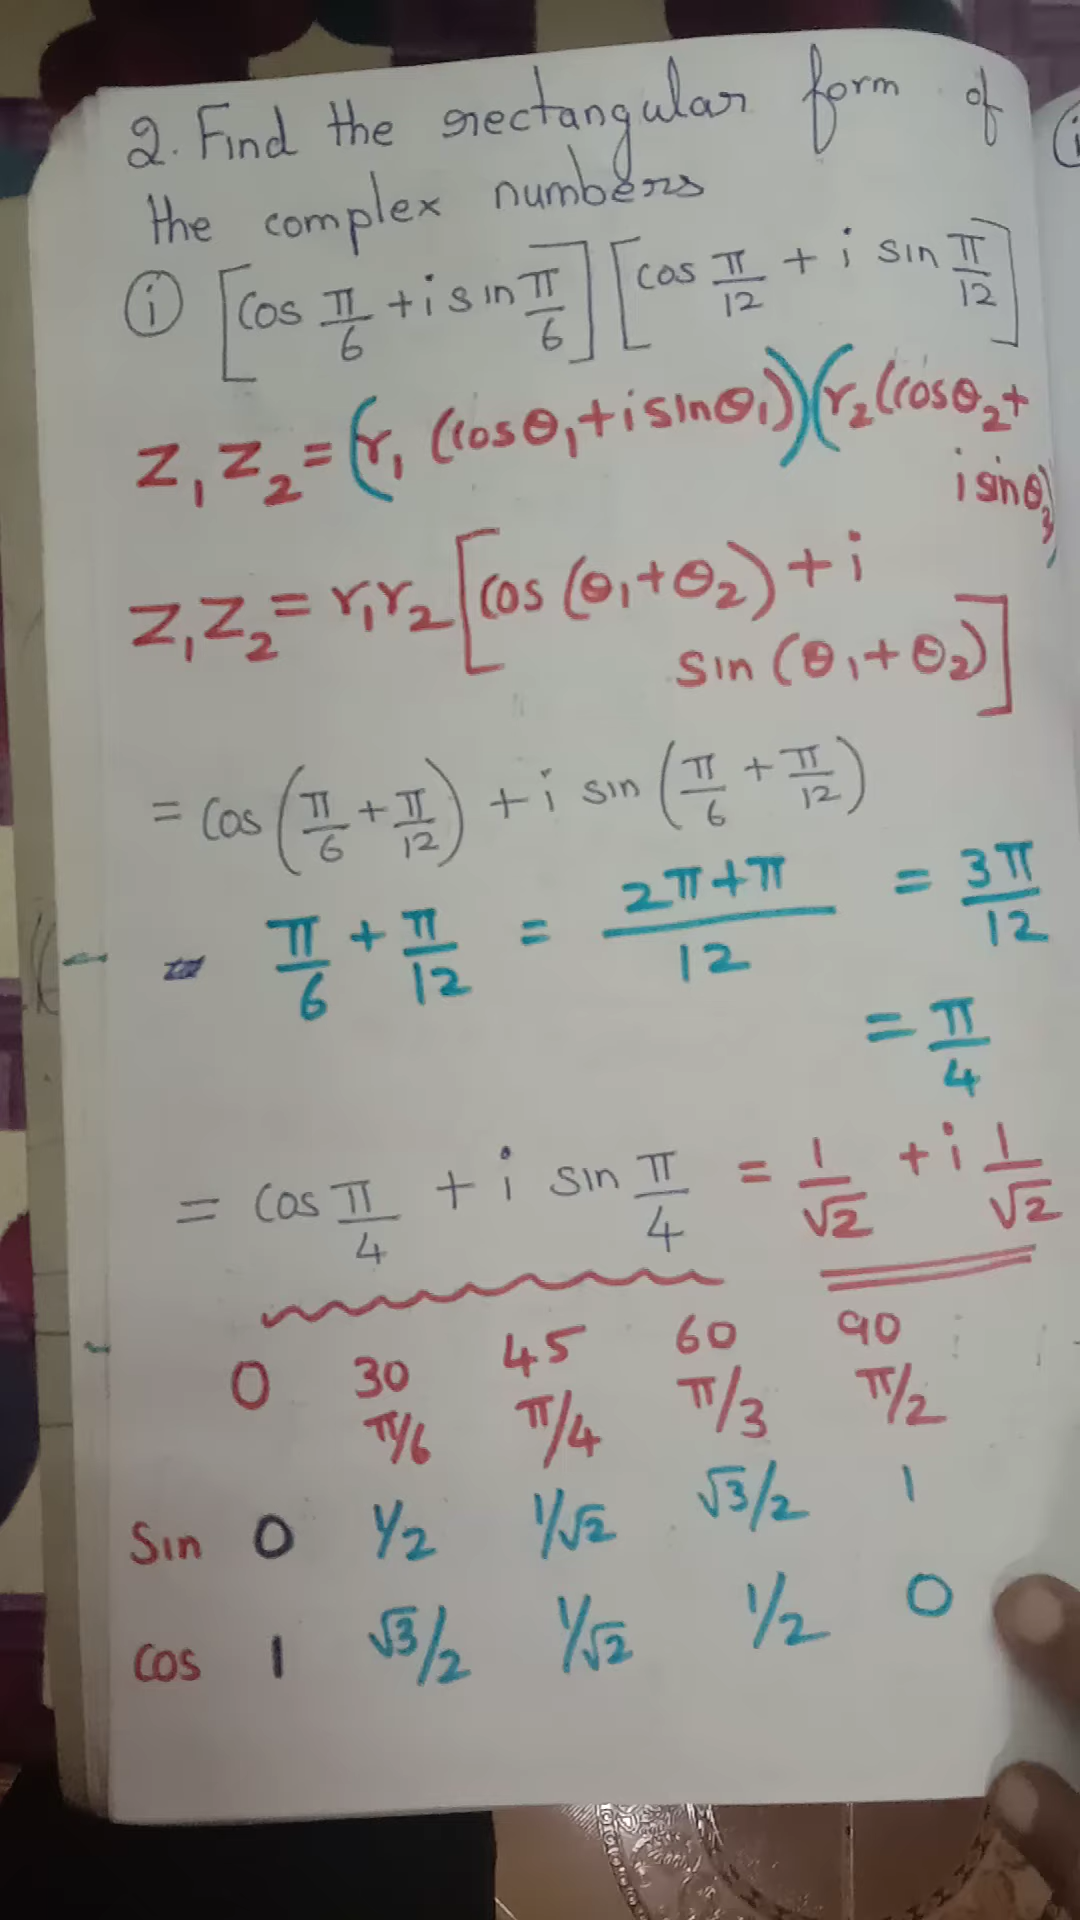 2. Find the rectangular form of
the complex numbers
(i) [cos π/6 + i sin π/6] [cos π/12 + i sin π/12]
z₁z₂ = (r₁ (cosθ₁ + i sinθ₁)) (r₂ (cosθ₂ +
i sinθ₂))
z₁z₂ = r₁r₂ [cos (θ₁+θ₂) + i
sin (θ₁+θ₂)]
= cos (π/6 + π/12) + i sin (π/6 + π/12)
π/6 + π/12 = 2π+π/12 = 3π/12
= π/4
= cos π/4 + i sin π/4 = 1/√2 + i 1/√2
0 30 45 60 90
π/6 π/4 π/3 π/2
sin 0 1/2 1/√2 √3/2 1
cos 1 √3/2 1/√2 1/2 0